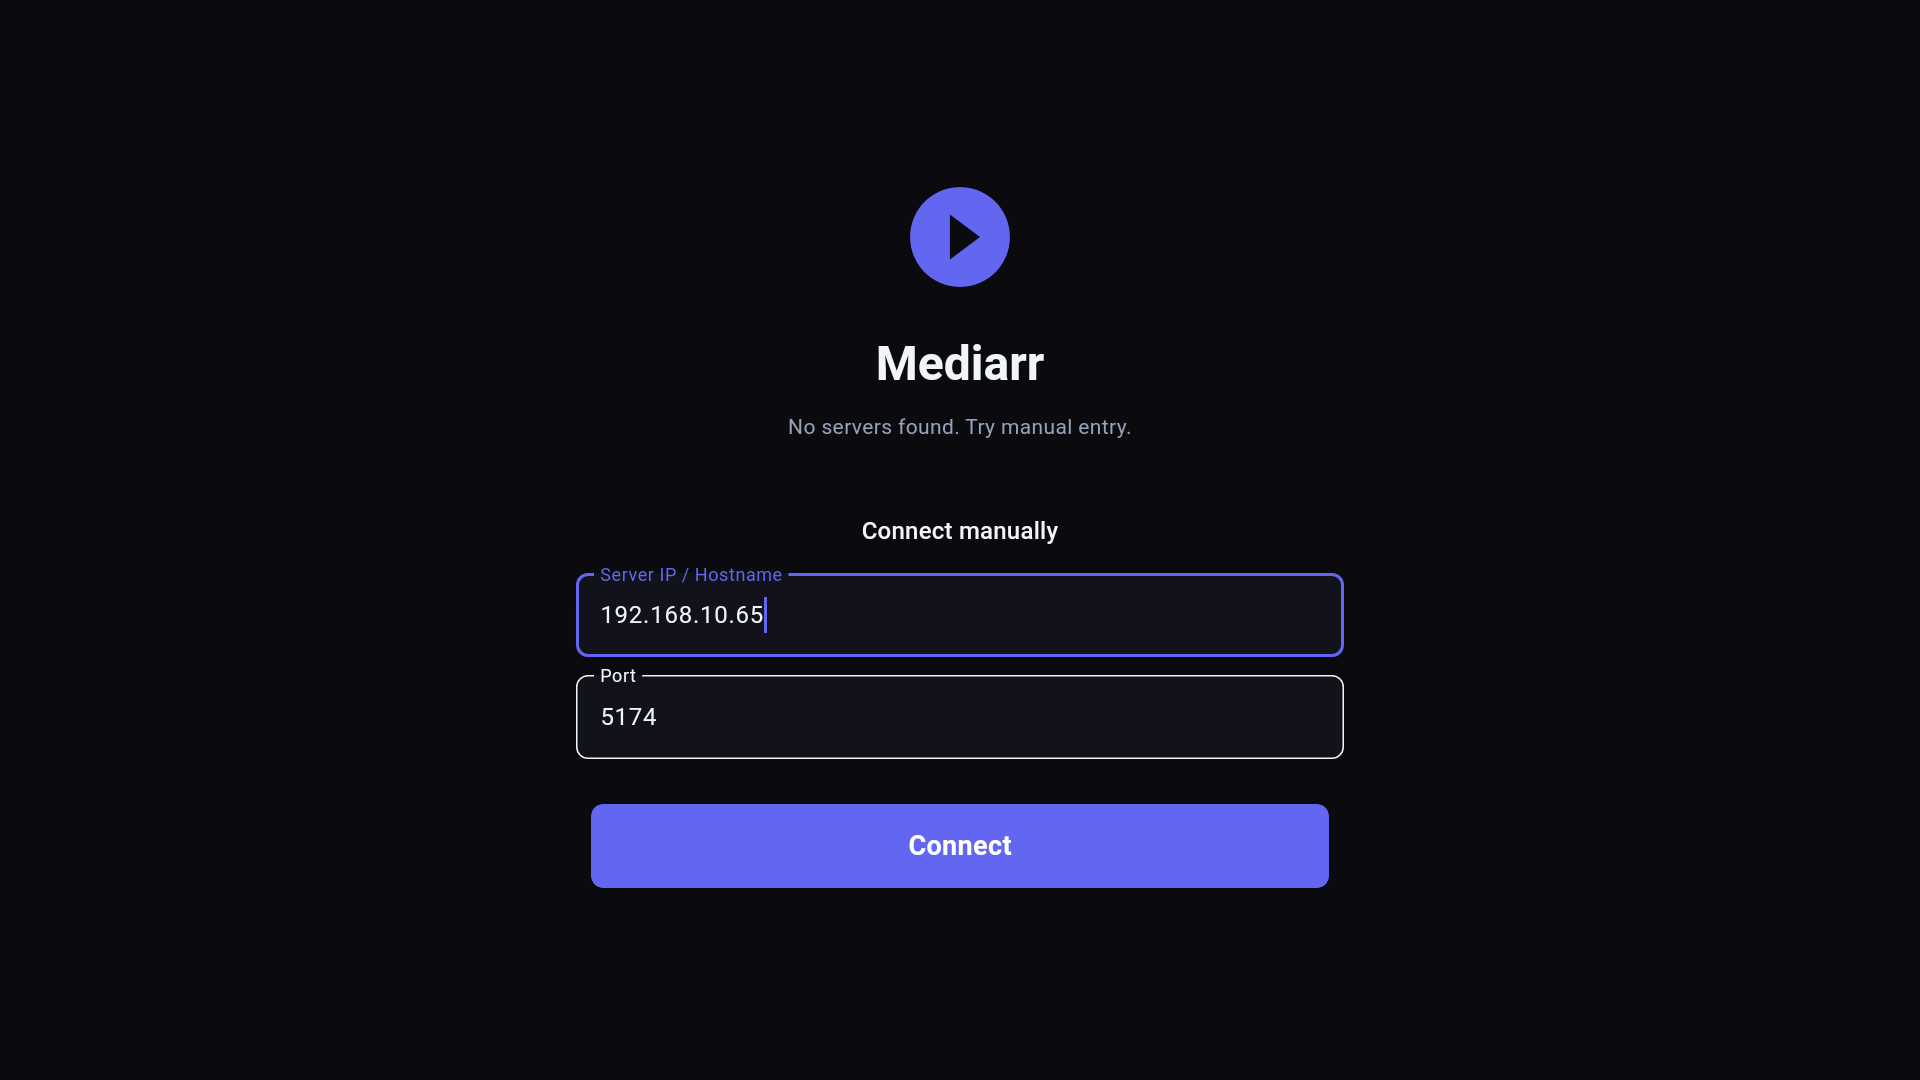 Mediarr
No servers found. Try manual entry.
Connect manually
Server IP / Hostname
192.168.10.65
Port
5174
Connect